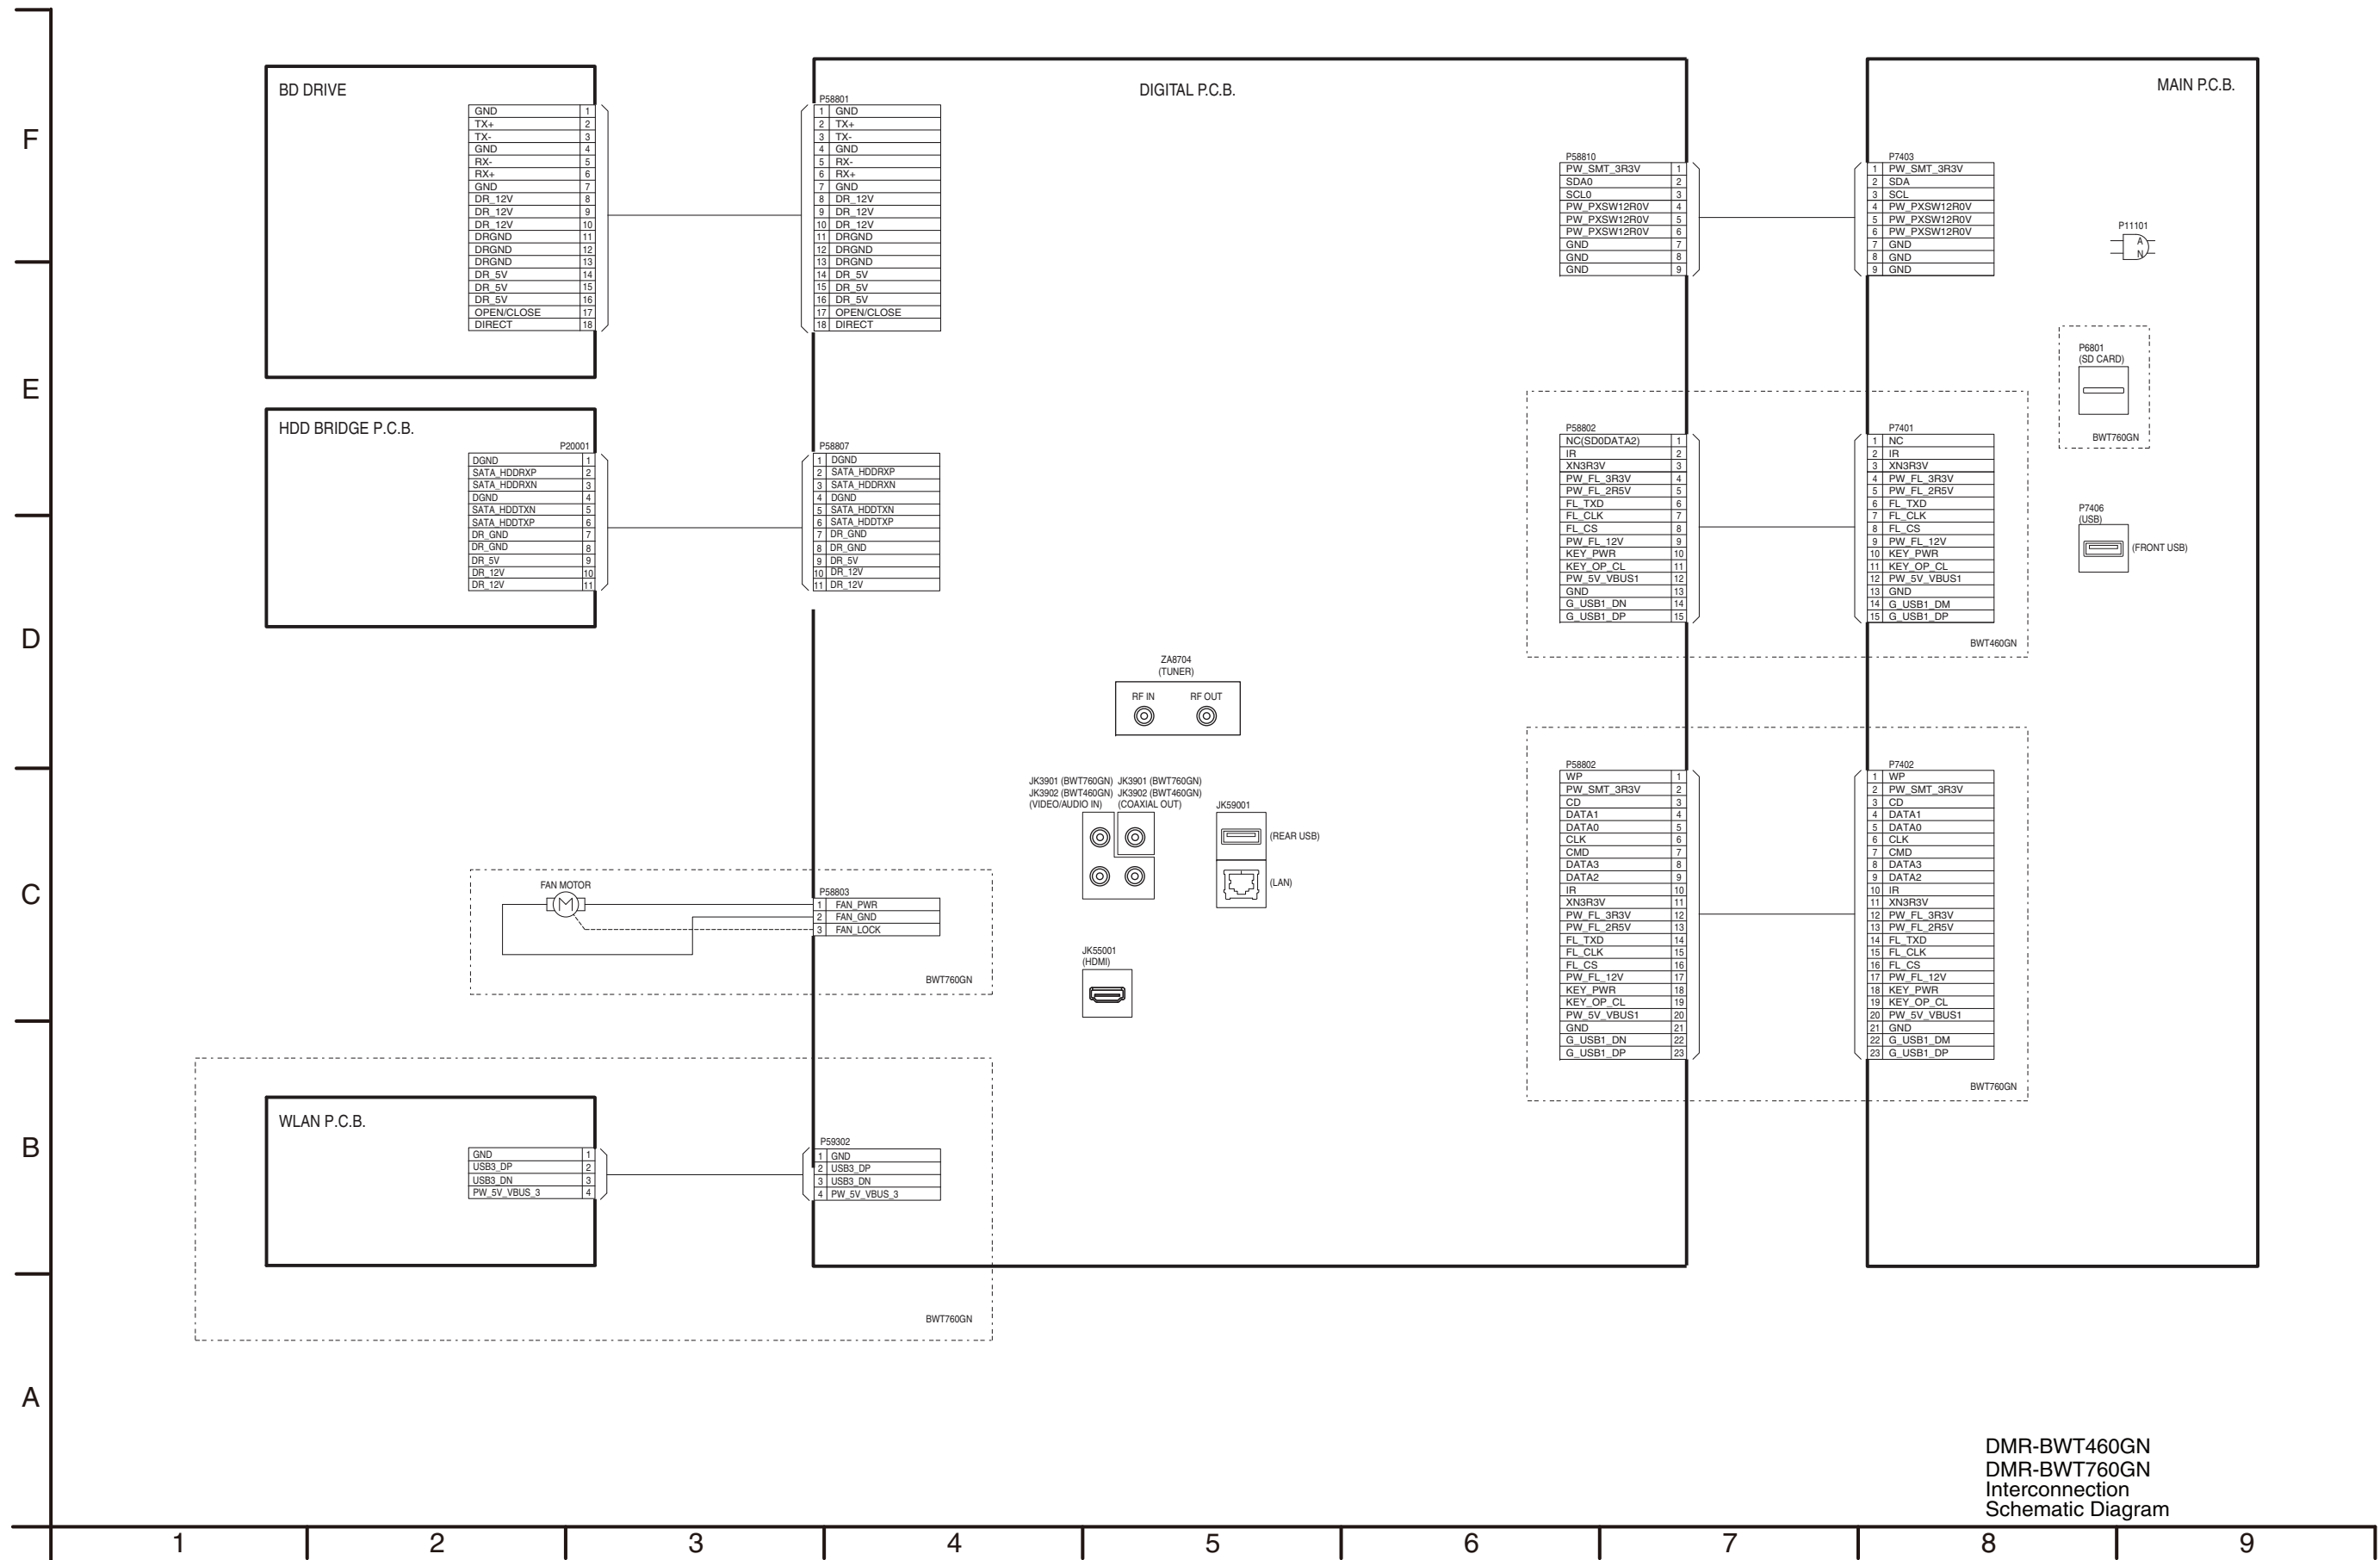 BD DRIVE
GND 1
TX+ 2
TX- 3
GND 4
RX- 5
RX+ 6
GND 7
DR_12V 8
DR_12V 9
DR_12V 10
DRGND 11
DRGND 12
DRGND 13
DR_5V 14
DR_5V 15
DR_5V 16
OPEN/CLOSE 17
DIRECT 18
HDD BRIDGE P.C.B.
P20001
DGND 1
SATA_HDDRXP 2
SATA_HDDRXN 3
DGND 4
SATA_HDDTXN 5
SATA_HDDTXP 6
DR_GND 7
DR_GND 8
DR_5V 9
DR_12V 10
DR_12V 11
FAN MOTOR
M
BWT760GN
WLAN P.C.B.
GND 1
USB3_DP 2
USB3_DN 3
PW_5V_VBUS_3 4
BWT760GN
DIGITAL P.C.B.
P58801
1 GND
2 TX+
3 TX-
4 GND
5 RX-
6 RX+
7 GND
8 DR_12V
9 DR_12V
10 DR_12V
11 DRGND
12 DRGND
13 DRGND
14 DR_5V
15 DR_5V
16 DR_5V
17 OPEN/CLOSE
18 DIRECT
P58807
1 DGND
2 SATA_HDDRXP
3 SATA_HDDRXN
4 DGND
5 SATA_HDDTXN
6 SATA_HDDTXP
7 DR_GND
8 DR_GND
9 DR_5V
10 DR_12V
11 DR_12V
P58803
1 FAN_PWR
2 FAN_GND
3 FAN_LOCK
P59302
1 GND
2 USB3_DP
3 USB3_DN
4 PW_5V_VBUS_3
ZA8704
(TUNER)
RF IN RF OUT
JK3901 (BWT760GN) JK3901 (BWT760GN)
JK3902 (BWT460GN) JK3902 (BWT460GN)
(VIDEO/AUDIO IN) (COAXIAL OUT)
JK59001
(REAR USB)
(LAN)
JK55001
(HDMI)
P58810
PW_SMT_3R3V 1
SDA0 2
SCL0 3
PW_PXSW12R0V 4
PW_PXSW12R0V 5
PW_PXSW12R0V 6
GND 7
GND 8
GND 9
P58802
NC(SD0DATA2) 1
IR 2
XN3R3V 3
PW_FL_3R3V 4
PW_FL_2R5V 5
FL_TXD 6
FL_CLK 7
FL_CS 8
PW_FL_12V 9
KEY_PWR 10
KEY_OP_CL 11
PW_5V_VBUS1 12
GND 13
G_USB1_DN 14
G_USB1_DP 15
P58802
WP 1
PW_SMT_3R3V 2
CD 3
DATA1 4
DATA0 5
CLK 6
CMD 7
DATA3 8
DATA2 9
IR 10
XN3R3V 11
PW_FL_3R3V 12
PW_FL_2R5V 13
FL_TXD 14
FL_CLK 15
FL_CS 16
PW_FL_12V 17
KEY_PWR 18
KEY_OP_CL 19
PW_5V_VBUS1 20
GND 21
G_USB1_DN 22
G_USB1_DP 23
MAIN P.C.B.
P7403
1 PW_SMT_3R3V
2 SDA
3 SCL
4 PW_PXSW12R0V
5 PW_PXSW12R0V
6 PW_PXSW12R0V
7 GND
8 GND
9 GND
P7401
1 NC
2 IR
3 XN3R3V
4 PW_FL_3R3V
5 PW_FL_2R5V
6 FL_TXD
7 FL_CLK
8 FL_CS
9 PW_FL_12V
10 KEY_PWR
11 KEY_OP_CL
12 PW_5V_VBUS1
13 GND
14 G_USB1_DM
15 G_USB1_DP
BWT460GN
P7402
1 WP
2 PW_SMT_3R3V
3 CD
4 DATA1
5 DATA0
6 CLK
7 CMD
8 DATA3
9 DATA2
10 IR
11 XN3R3V
12 PW_FL_3R3V
13 PW_FL_2R5V
14 FL_TXD
15 FL_CLK
16 FL_CS
17 PW_FL_12V
18 KEY_PWR
19 KEY_OP_CL
20 PW_5V_VBUS1
21 GND
22 G_USB1_DM
23 G_USB1_DP
BWT760GN
P11101
A
N
P6801
(SD CARD)
BWT760GN
P7406
(USB)
(FRONT USB)
F
E
D
C
B
A
DMR-BWT460GN
DMR-BWT760GN
Interconnection
Schematic Diagram
1 2 3 4 5 6 7 8 9